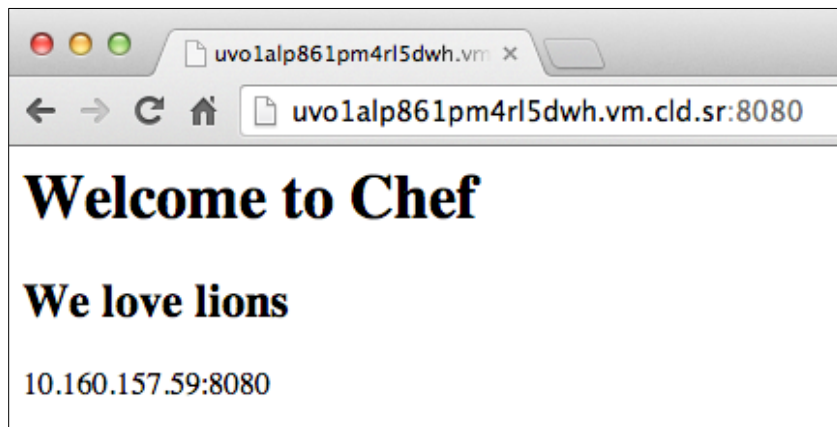 uvo1alp861pm4rl5dwh.vm
uvo1alp861pm4rl5dwh.vm.cld.sr:8080
Welcome to Chef
We love lions
10.160.157.59:8080